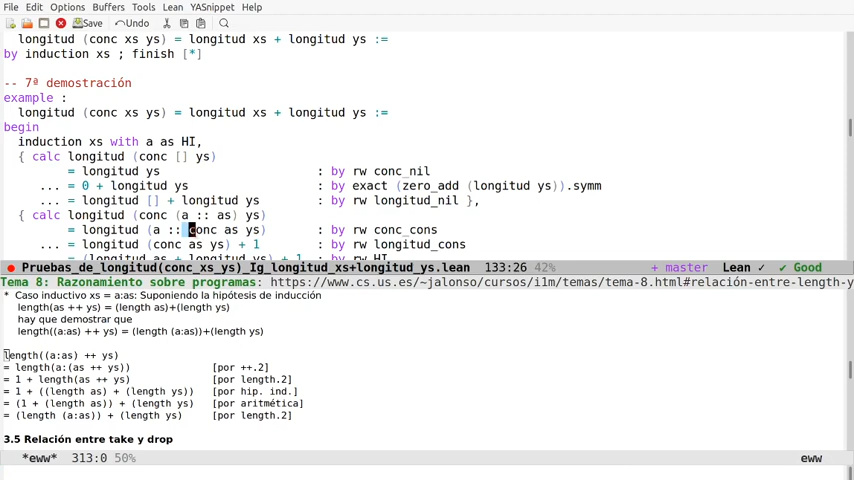 File Edit Options Buffers Tools Lean YASnippet Help
Save Undo
longitud (conc xs ys) = longitud xs + longitud ys :=
by induction xs ; finish [*]
-- 7ª demostración
example :
longitud (conc xs ys) = longitud xs + longitud ys :=
begin
induction xs with a as HI,
{ calc longitud (conc [] ys)
= longitud ys : by rw conc_nil
... = 0 + longitud ys : by exact (zero_add (longitud ys)).symm
... = longitud [] + longitud ys : by rw longitud_nil },
{ calc longitud (conc (a :: as) ys)
= longitud (a :: conc as ys) : by rw conc_cons
... = longitud (conc as ys) + 1 : by rw longitud_cons
... = (longitud as + longitud ys) + 1 : by rw HI
Pruebas_de_longitud(conc_xs_ys)_Ig_longitud_xs+longitud_ys.lean 133:26 42% + master Lean ✓ ✔ Good
Tema 8: Razonamiento sobre programas: https://www.cs.us.es/~jalonso/cursos/i1m/temas/tema-8.html#relación-entre-length-y
* Caso inductivo xs = a:as: Suponiendo la hipótesis de inducción
length(as ++ ys) = (length as)+(length ys)
hay que demostrar que
length((a:as) ++ ys) = (length (a:as))+(length ys)
length((a:as) ++ ys)
= length(a:(as ++ ys)) [por ++.2]
= 1 + length(as ++ ys) [por length.2]
= 1 + ((length as) + (length ys)) [por hip. ind.]
= (1 + (length as)) + (length ys) [por aritmética]
= (length (a:as)) + (length ys) [por length.2]
3.5 Relación entre take y drop
*eww* 313:0 50% eww